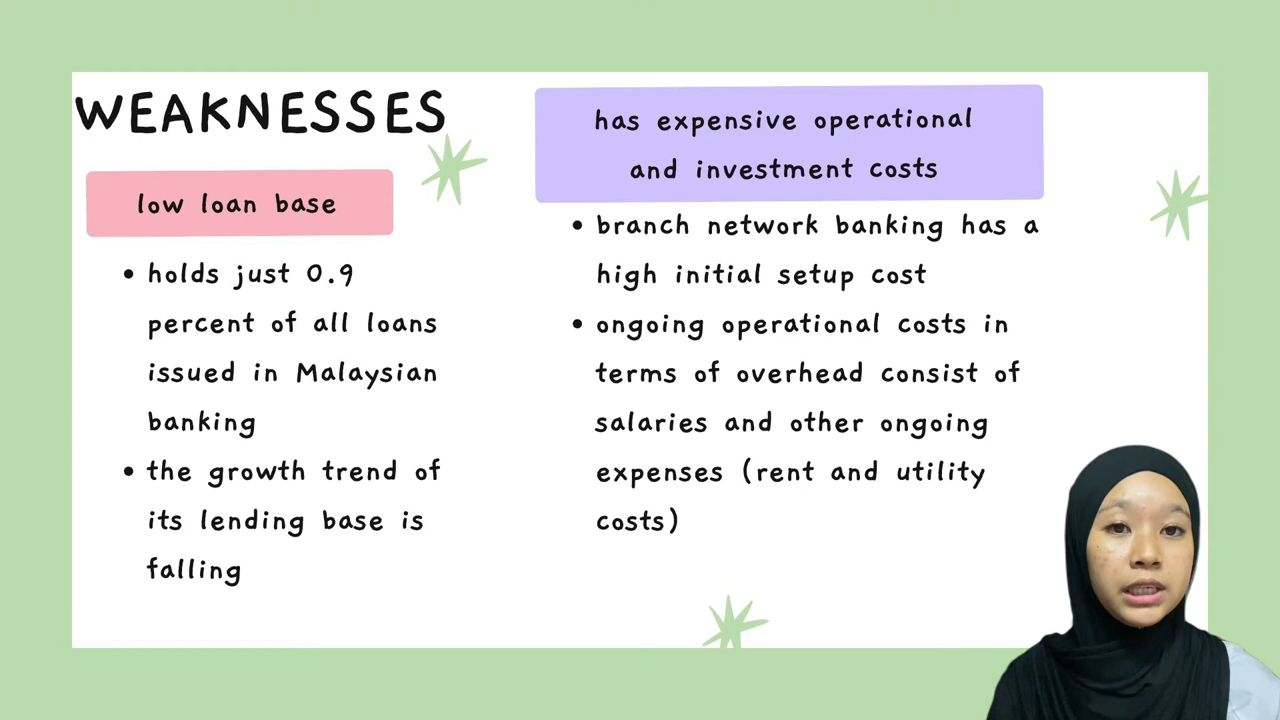 WEAKNESSES
low loan base
• holds just 0.9
percent of all loans
issued in Malaysian
banking
• the growth trend of
its lending base is
falling
has expensive operational
and investment costs
• branch network banking has a
high initial setup cost
• ongoing operational costs in
terms of overhead consist of
salaries and other ongoing
expenses (rent and utility
costs)